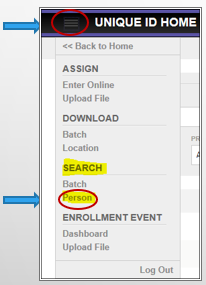 UNIQUE ID HOME
<< Back to Home
ASSIGN
Enter Online
Upload File
DOWNLOAD
Batch
Location
SEARCH
Batch
Person
ENROLLMENT EVENT
Dashboard
Upload File
Log Out